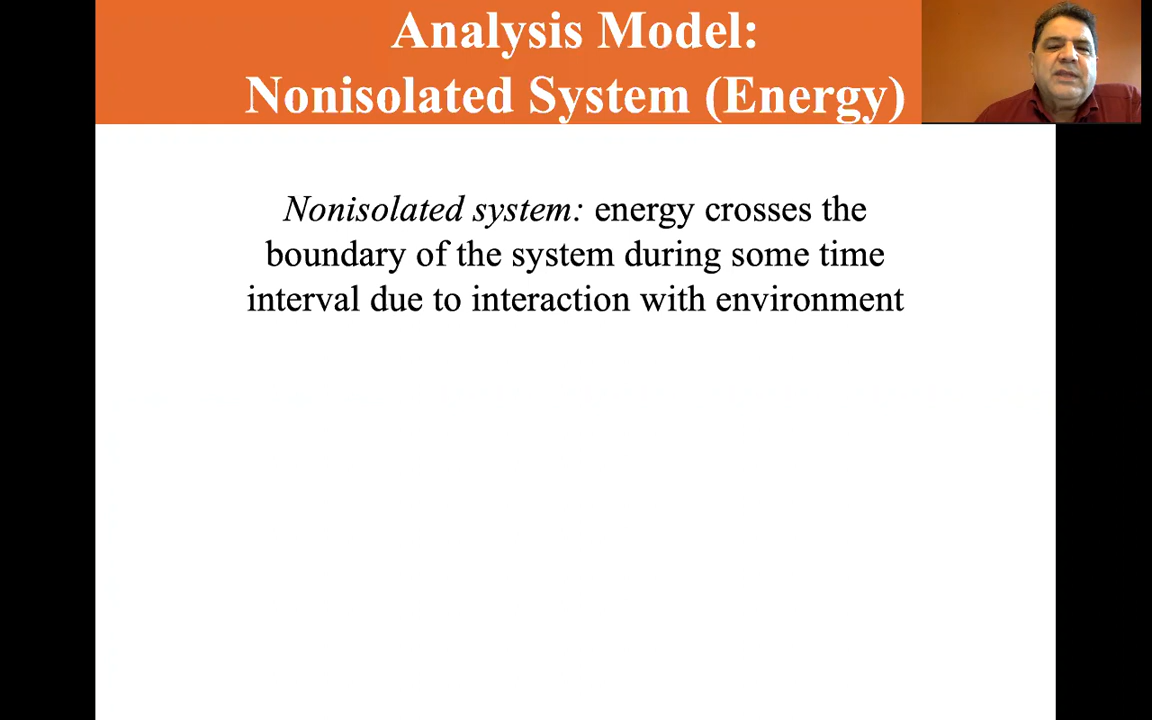 Analysis Model:
Nonisolated System (Energy)
Nonisolated system: energy crosses the
boundary of the system during some time
interval due to interaction with environment